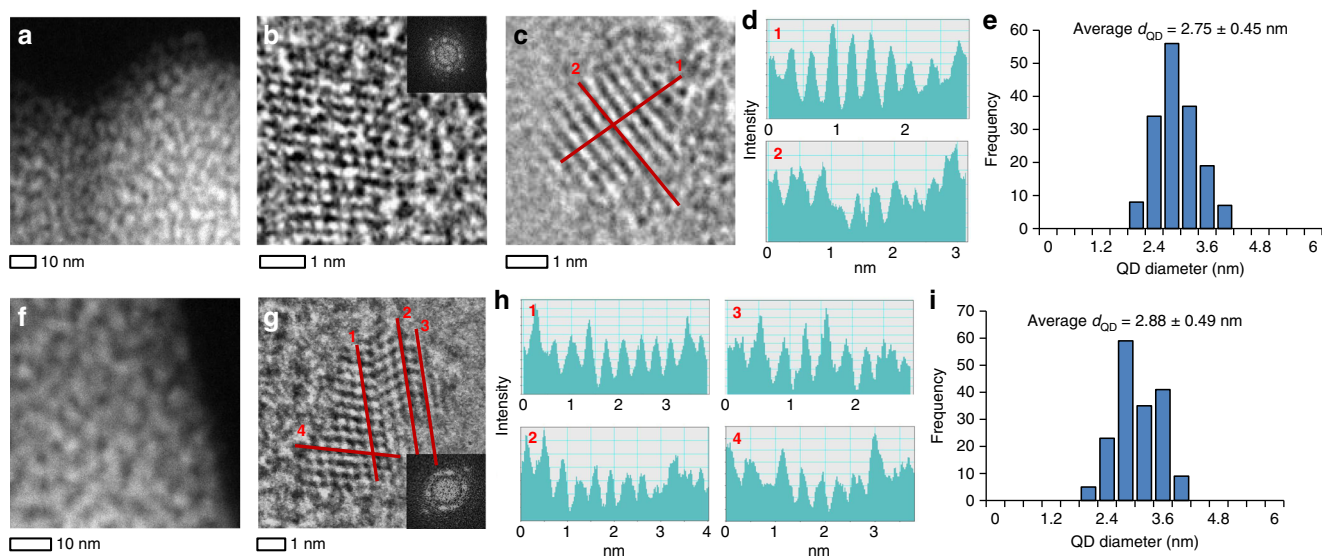 a
10 nm
b
1 nm
c
1
2
1 nm
d
1
0 1 2
2
0 1 2 3
nm
Intensity
e
Average dQD = 2.75 ± 0.45 nm
Frequency
60
50
40
30
20
10
0
0 1.2 2.4 3.6 4.8 6
QD diameter (nm)
f
10 nm
g
1
2
3
4
1 nm
h
1
0 1 2 3
3
0 1 2
Intensity
2
0 1 2 3 4
nm
4
0 1 2 3
nm
i
Average dQD = 2.88 ± 0.49 nm
Frequency
70
60
50
40
30
20
10
0
0 1.2 2.4 3.6 4.8 6
QD diameter (nm)